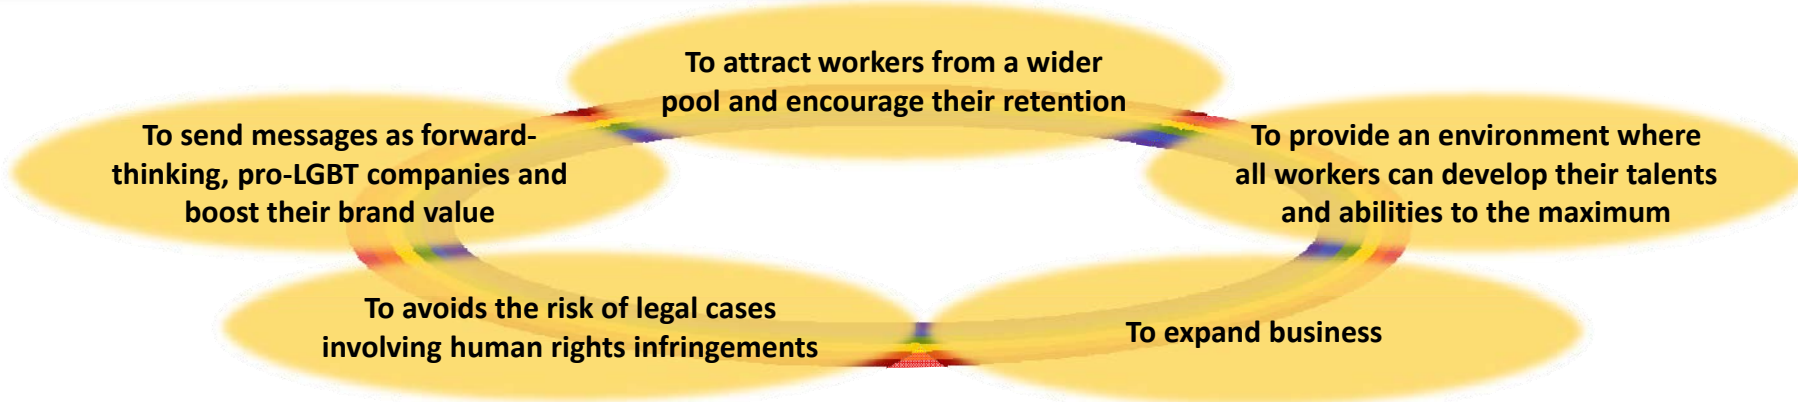 To attract workers from a wider
pool and encourage their retention
To send messages as forward-
thinking, pro-LGBT companies and
boost their brand value
To provide an environment where
all workers can develop their talents
and abilities to the maximum
To avoids the risk of legal cases
involving human rights infringements
To expand business